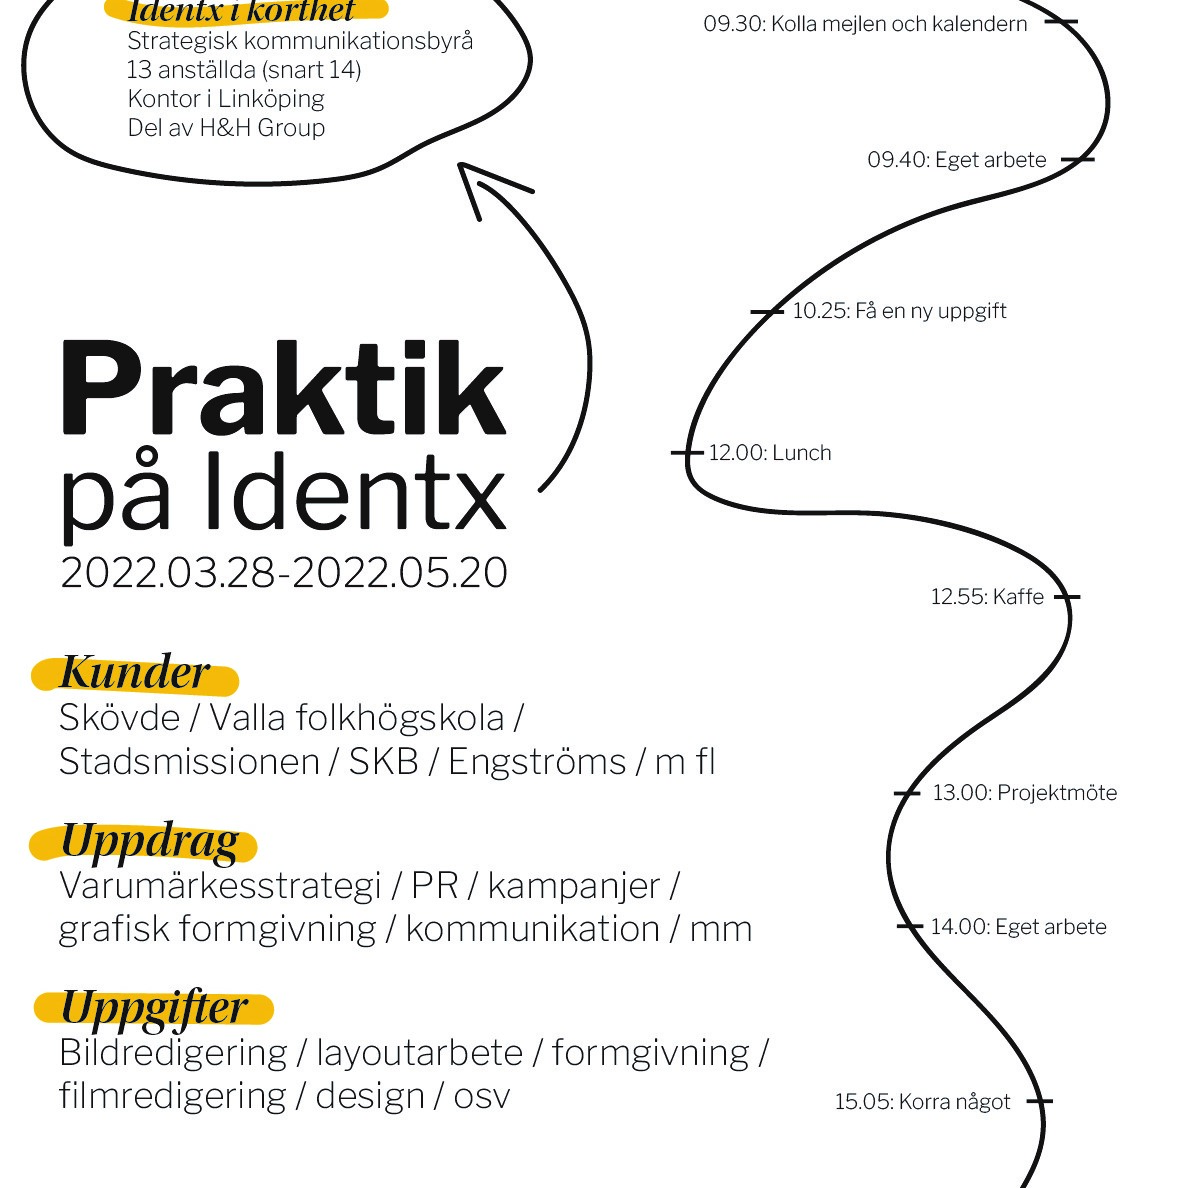 Identx i korthet
Strategisk kommunikationsbyrå
13 anställda (snart 14)
Kontor i Linköping
Del av H&H Group
Praktik
på Identx
2022.03.28-2022.05.20
Kunder
Skövde / Valla folkhögskola /
Stadsmissionen / SKB / Engströms / m fl
Uppdrag
Varumärkesstrategi / PR / kampanjer /
grafisk formgivning / kommunikation / mm
Uppgifter
Bildredigering / layoutarbete / formgivning /
filmredigering / design / osv
09.30: Kolla mejlen och kalendern
09.40: Eget arbete
10.25: Få en ny uppgift
12.00: Lunch
12.55: Kaffe
13.00: Projektmöte
14.00: Eget arbete
15.05: Korra något